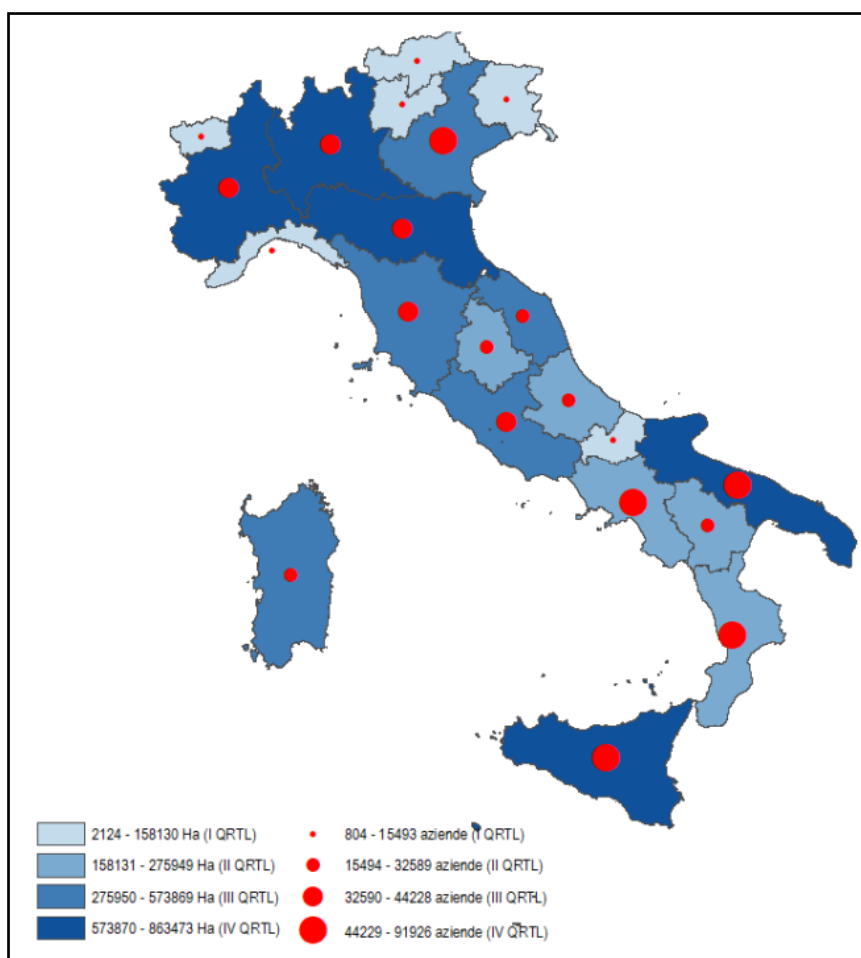 2124 - 158130 Ha (I QRTL)
158131 - 275949 Ha (II QRTL)
275950 - 573869 Ha (III QRTL)
573870 - 863473 Ha (IV QRTL)
804 - 15493 aziende (I QRTL)
15494 - 32589 aziende (II QRTL)
32590 - 44228 aziende (III QRTL)
44229 - 91926 aziende (IV QRTL)